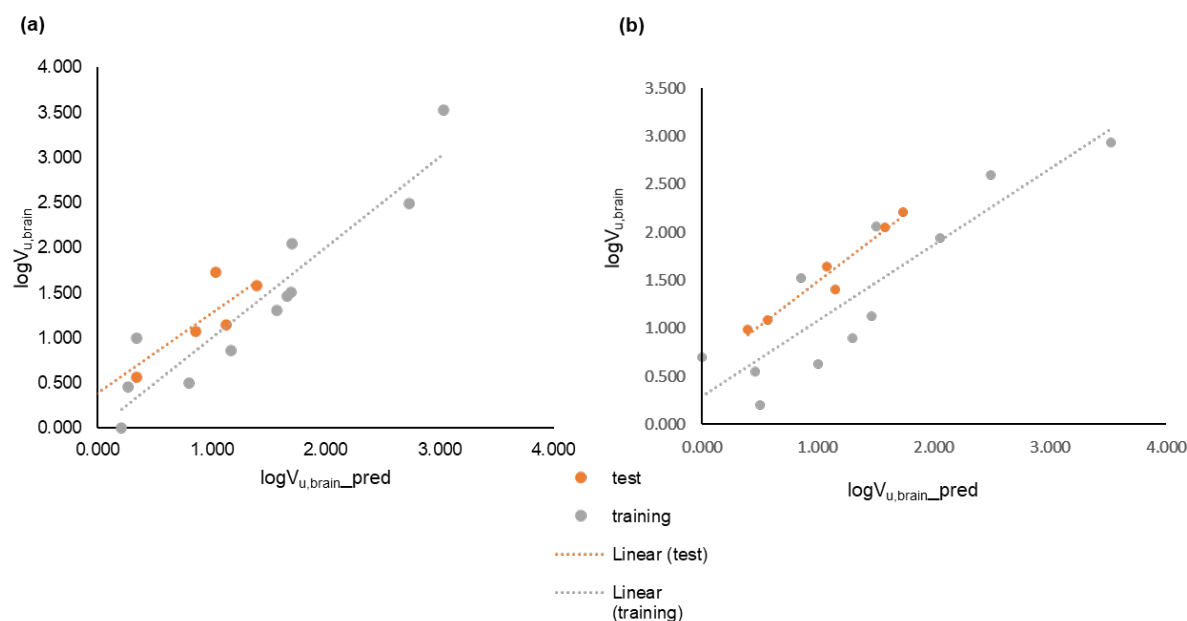 (a)
4.000
3.500
3.000
2.500
2.000
1.500
1.000
0.500
0.000
logVu,brain
0.000 1.000 2.000 3.000 4.000
logVu,brain_pred
(b)
3.500
3.000
2.500
2.000
1.500
1.000
0.500
0.000
logVu,brain
0.000 1.000 2.000 3.000 4.000
logVu,brain_pred
test
training
Linear (test)
Linear
(training)